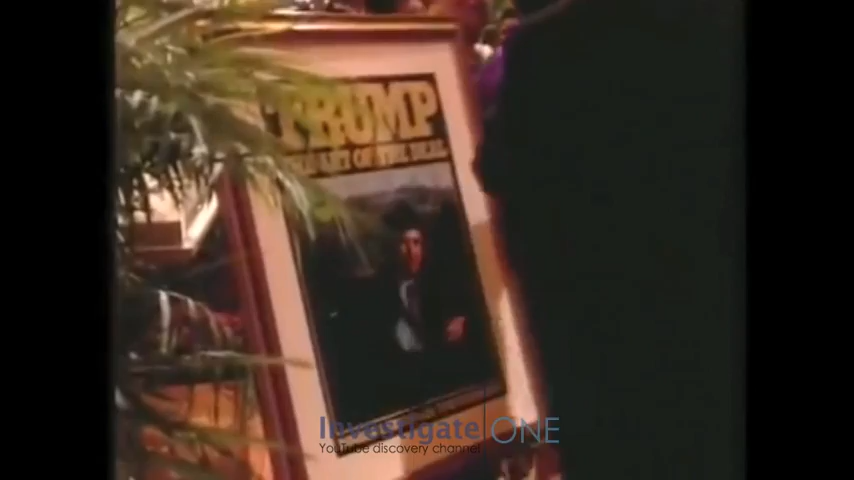 TRUMP
ART OF THE DEAL
Investigate ONE
YouTube discovery channel